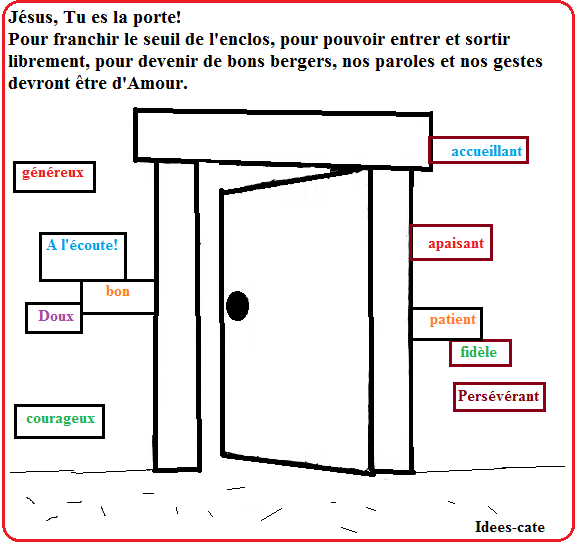 Jésus, Tu es la porte!
Pour franchir le seuil de l'enclos, pour pouvoir entrer et sortir
librement, pour devenir de bons bergers, nos paroles et nos gestes
devront être d'Amour.
accueillant
généreux
A l'écoute!
apaisant
bon
Doux
patient
fidèle
Persévérant
courageux
Idees-cate